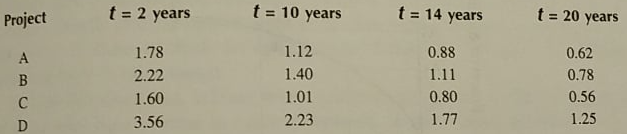 Project t = 2 years t = 10 years t = 14 years t = 20 years
A 1.78 1.12 0.88 0.62
B 2.22 1.40 1.11 0.78
C 1.60 1.01 0.80 0.56
D 3.56 2.23 1.77 1.25